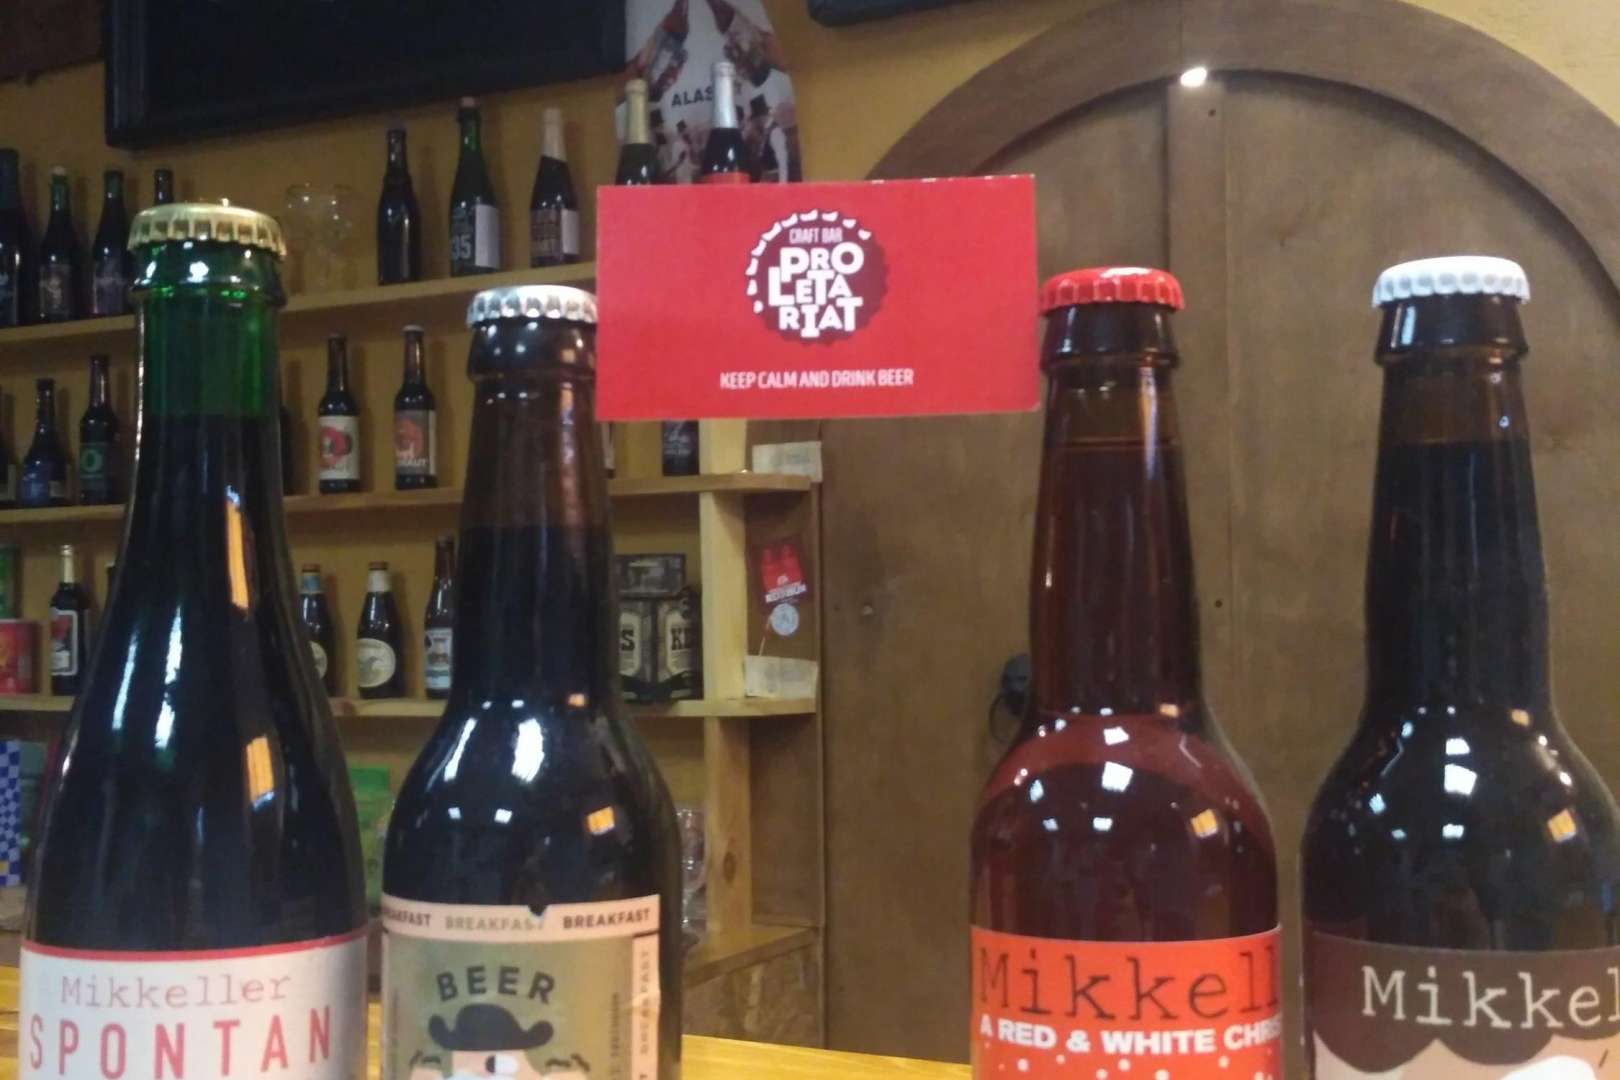 ALAS
CRAFT BAR
PRO
LETA
RIAT
KEEP CALM AND DRINK BEER
35
BREAKFAST BREAKFAST
BEER
BREAKFAST
Mikkeller
SPONTAN
Mikkell
A RED & WHITE CHRIS
Mikkel